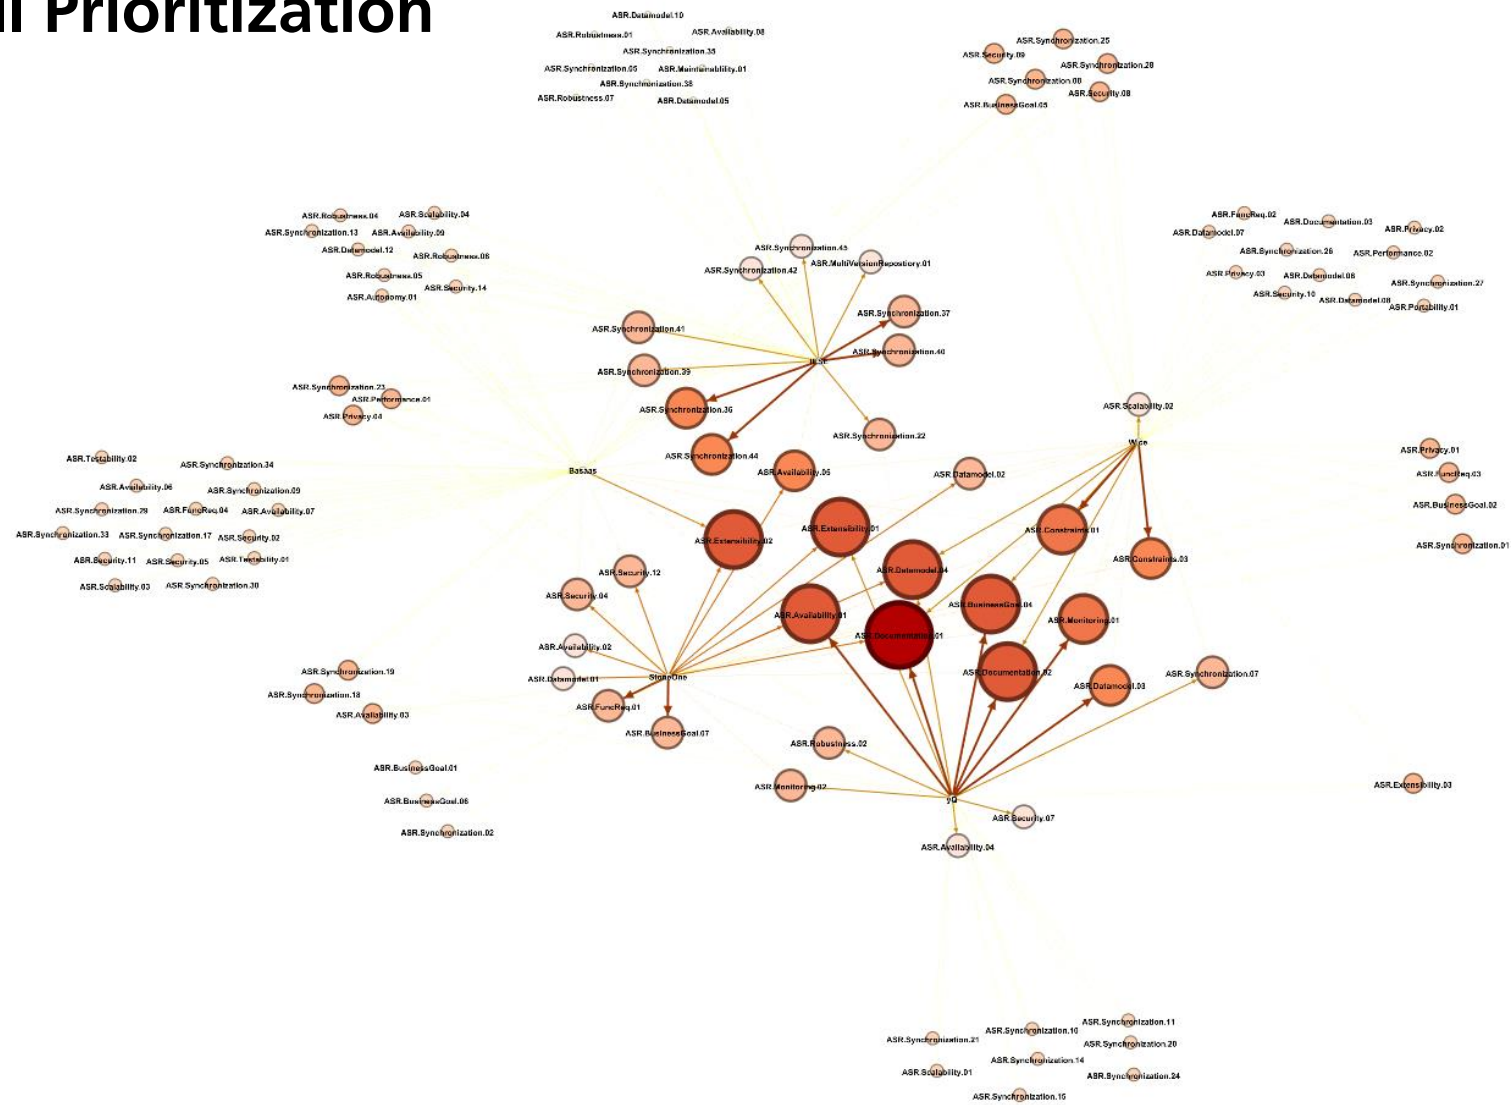 ll Prioritization
ASR.Datamodel.10
ASR.Robustness.01
ASR.Availability.08
ASR.Synchronization.35
ASR.Synchronization.05
ASR.Maintainability.01
ASR.Synchronization.38
ASR.Robustness.07
ASR.Datamodel.05
ASR.Synchronization.25
ASR.Security.09
ASR.Synchronization.28
ASR.Synchronization.08
ASR.Security.08
ASR.BusinessGoal.05
ASR.Robustness.04
ASR.Scalability.04
ASR.Synchronization.13
ASR.Availability.09
ASR.Datamodel.12
ASR.Robustness.06
ASR.Robustness.05
ASR.Security.14
ASR.Autonomy.01
ASR.FuncReq.02
ASR.Documentation.03
ASR.Datamodel.07
ASR.Privacy.02
ASR.Synchronization.26
ASR.Performance.02
ASR.Privacy.03
ASR.Datamodel.06
ASR.Synchronization.27
ASR.Security.10
ASR.Datamodel.08
ASR.Portability.01
ASR.Synchronization.45
ASR.Synchronization.42
ASR.MultiVersionRepostiory.01
ASR.Synchronization.37
ASR.Synchronization.41
ASR.Synchronization.40
ASR.Synchronization.39
ASR.Synchronization.36
ASR.Synchronization.22
ASR.Synchronization.44
ASR.Synchronization.23
ASR.Performance.01
ASR.Privacy.04
ASR.Scalability.02
Wice
ASR.Privacy.01
ASR.FuncReq.03
ASR.BusinessGoal.02
ASR.Synchronization.01
Basaas
ASR.Availability.05
ASR.Datamodel.02
ASR.Testability.02
ASR.Synchronization.34
ASR.Availability.06
ASR.Synchronization.09
ASR.Synchronization.29
ASR.FuncReq.04
ASR.Availability.07
ASR.Synchronization.33
ASR.Synchronization.17
ASR.Security.02
ASR.Security.11
ASR.Security.05
ASR.Testability.01
ASR.Scalability.03
ASR.Synchronization.30
ASR.Extensibility.02
ASR.Extensibility.01
ASR.Constraints.01
ASR.Constraints.03
ASR.Datamodel.04
ASR.Security.12
ASR.Security.04
ASR.Availability.01
ASR.BusinessGoal.04
ASR.Monitoring.01
ASR.Documentation.01
ASR.Availability.02
ASR.Documentation.02
ASR.Datamodel.01
StoneOne
ASR.Datamodel.03
ASR.Synchronization.07
ASR.FuncReq.01
ASR.BusinessGoal.07
ASR.Synchronization.19
ASR.Synchronization.18
ASR.Availability.03
ASR.Robustness.02
ASR.Monitoring.02
yQ
ASR.Security.07
ASR.Availability.04
ASR.Extensibility.03
ASR.BusinessGoal.01
ASR.BusinessGoal.06
ASR.Synchronization.02
ASR.Synchronization.11
ASR.Synchronization.10
ASR.Synchronization.21
ASR.Synchronization.20
ASR.Synchronization.14
ASR.Scalability.01
ASR.Synchronization.24
ASR.Synchronization.15